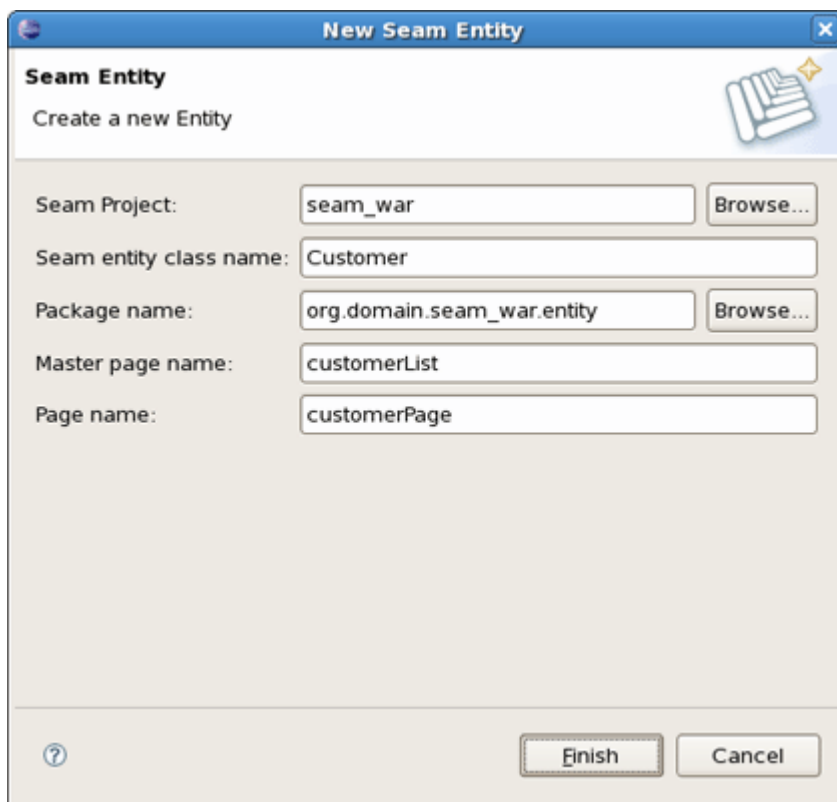 New Seam Entity
Seam Entity
Create a new Entity
Seam Project: seam_war Browse...
Seam entity class name: Customer
Package name: org.domain.seam_war.entity Browse...
Master page name: customerList
Page name: customerPage
? Finish Cancel